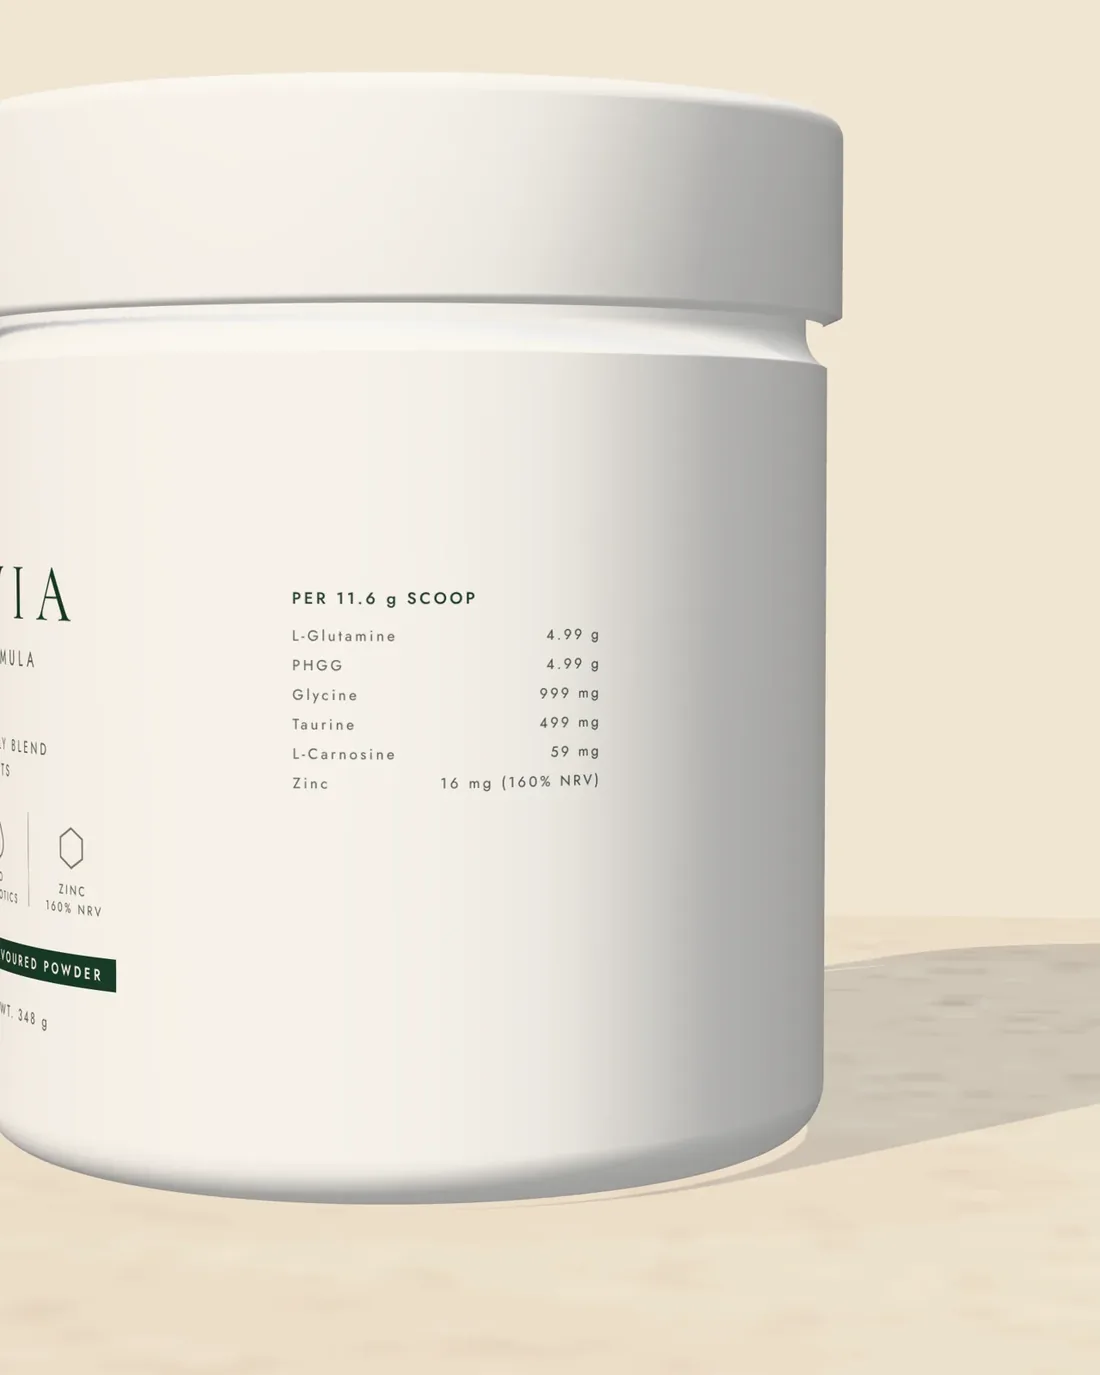 VIA
MULA
Y BLEND
TS
ZINC
160% NRV
OTICS
VOURED POWDER
WT. 348 g
PER 11.6 g SCOOP
L-Glutamine 4.99 g
PHGG 4.99 g
Glycine 999 mg
Taurine 499 mg
L-Carnosine 59 mg
Zinc 16 mg (160% NRV)